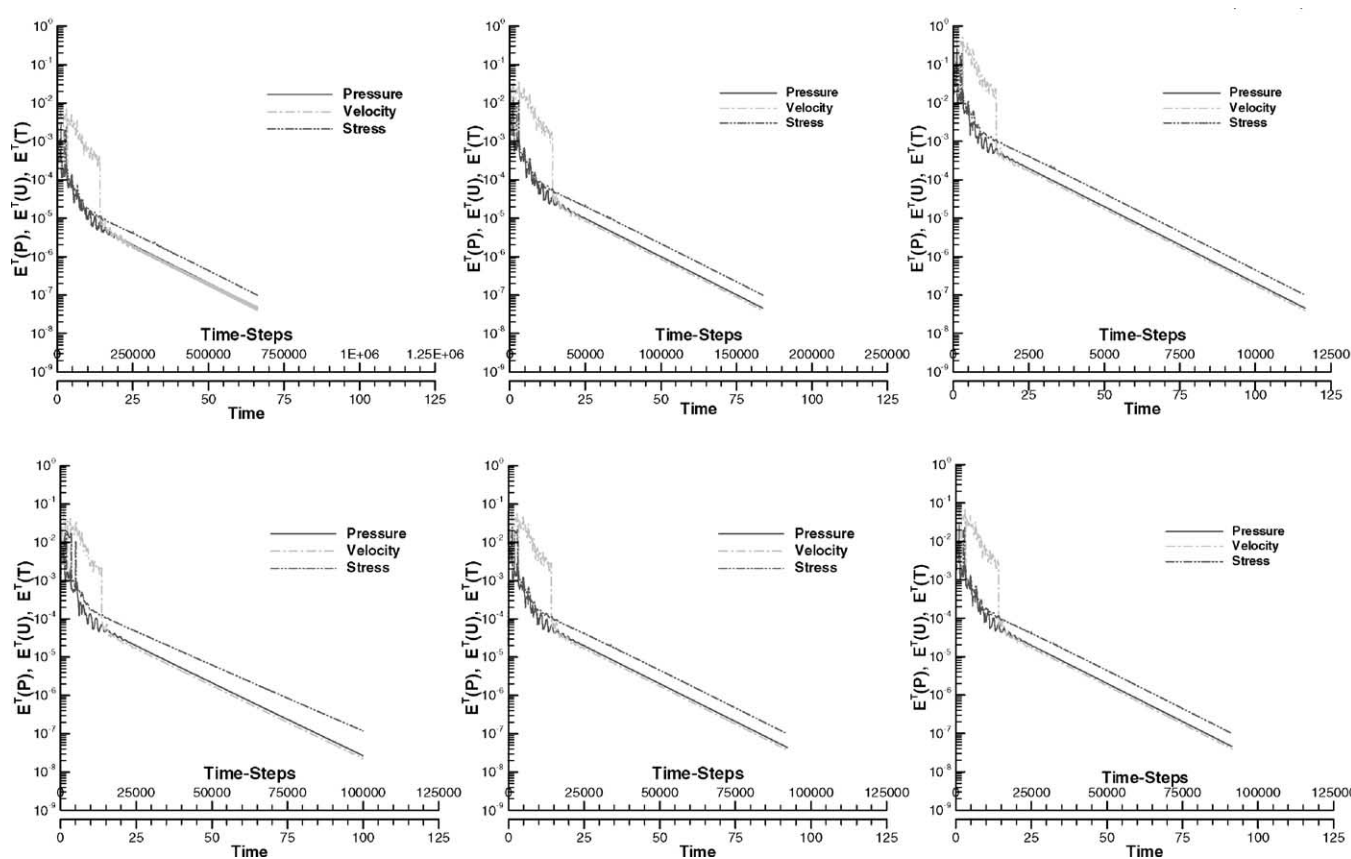 10⁰
10⁻¹
10⁻²
10⁻³
10⁻⁴
10⁻⁵
10⁻⁶
10⁻⁷
10⁻⁸
10⁻⁹
Eᵀ(P), Eᵀ(U), Eᵀ(T)
Pressure
Velocity
Stress
Time-Steps
0 250000 500000 750000 1E+06 1.25E+06
0 25 50 75 100 125
Time
10⁰
10⁻¹
10⁻²
10⁻³
10⁻⁴
10⁻⁵
10⁻⁶
10⁻⁷
10⁻⁸
10⁻⁹
Eᵀ(P), Eᵀ(U), Eᵀ(T)
Pressure
Velocity
Stress
Time-Steps
0 50000 100000 150000 200000 250000
0 25 50 75 100 125
Time
10⁰
10⁻¹
10⁻²
10⁻³
10⁻⁴
10⁻⁵
10⁻⁶
10⁻⁷
10⁻⁸
10⁻⁹
Eᵀ(P), Eᵀ(U), Eᵀ(T)
Pressure
Velocity
Stress
Time-Steps
0 2500 5000 7500 10000 12500
0 25 50 75 100 125
Time
10⁰
10⁻¹
10⁻²
10⁻³
10⁻⁴
10⁻⁵
10⁻⁶
10⁻⁷
10⁻⁸
10⁻⁹
Eᵀ(P), Eᵀ(U), Eᵀ(T)
Pressure
Velocity
Stress
Time-Steps
0 25000 50000 75000 100000 125000
0 25 50 75 100 125
Time
10⁰
10⁻¹
10⁻²
10⁻³
10⁻⁴
10⁻⁵
10⁻⁶
10⁻⁷
10⁻⁸
10⁻⁹
Eᵀ(P), Eᵀ(U), Eᵀ(T)
Pressure
Velocity
Stress
Time-Steps
0 25000 50000 75000 100000 125000
0 25 50 75 100 125
Time
10⁰
10⁻¹
10⁻²
10⁻³
10⁻⁴
10⁻⁵
10⁻⁶
10⁻⁷
10⁻⁸
10⁻⁹
Eᵀ(P), Eᵀ(U), Eᵀ(T)
Pressure
Velocity
Stress
Time-Steps
0 25000 50000 75000 100000 125000
0 25 50 75 100 125
Time